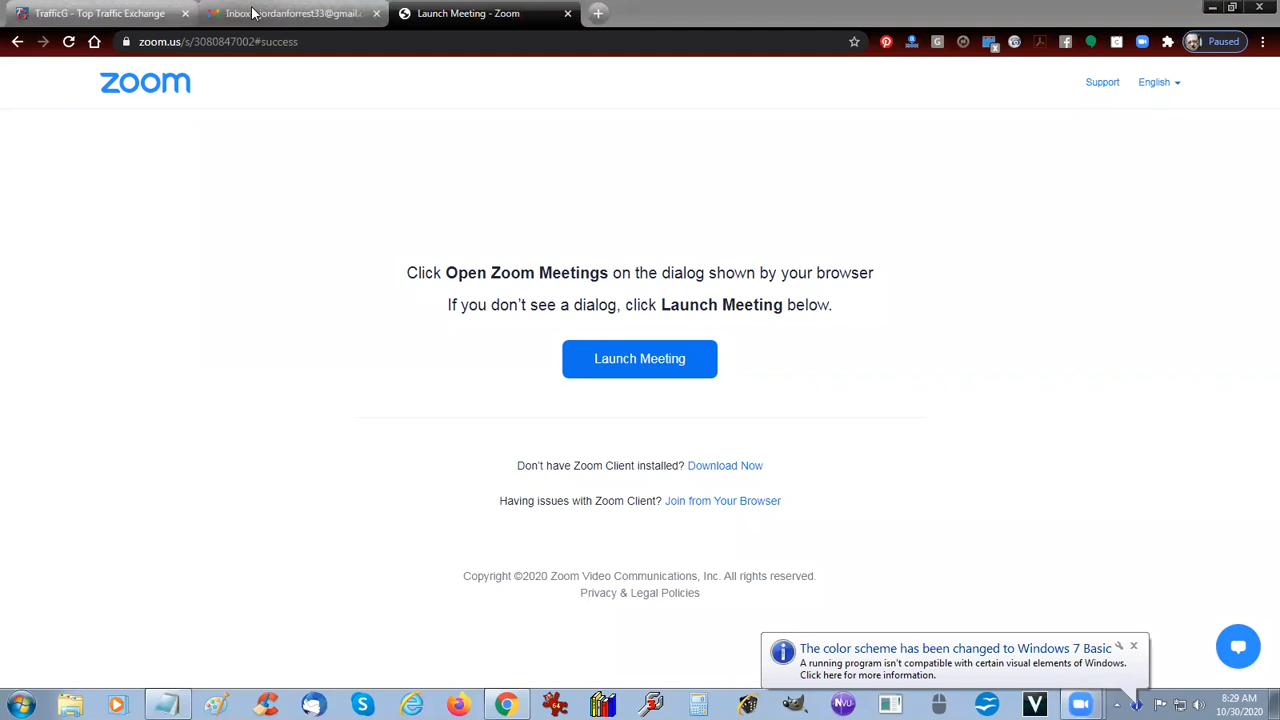 TrafficG - Top Traffic Exchange
Launch Meeting - Zoom
zoom.us/s/3080847002#success
Paused
zoom
Support
English
Click Open Zoom Meetings on the dialog shown by your browser
If you don't see a dialog, click Launch Meeting below.
Launch Meeting
Don't have Zoom Client installed? Download Now
Having issues with Zoom Client? Join from Your Browser
Copyright ©2020 Zoom Video Communications, Inc. All rights reserved.
Privacy & Legal Policies
The color scheme has been changed to Windows 7 Basic
A running program isn't compatible with certain visual elements of Windows.
Click here for more information.
8:29 AM
10/30/2020